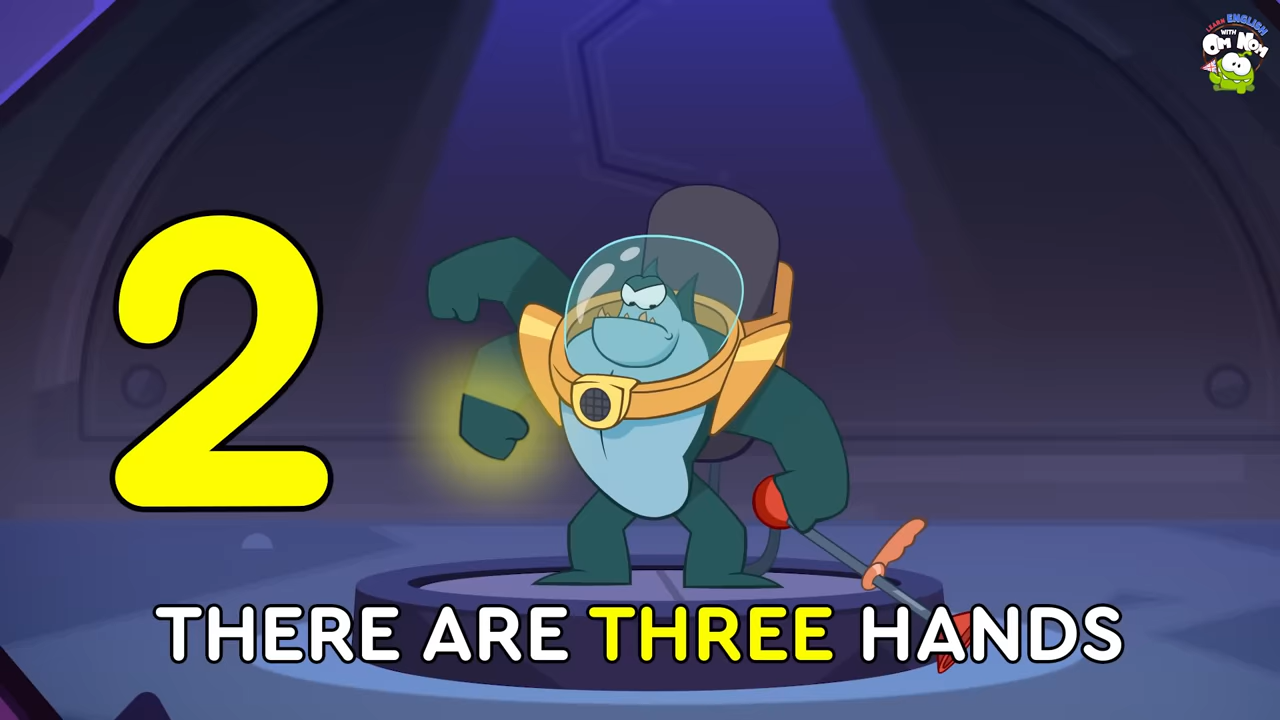 LEARN ENGLISH
WITH
OM NOM
2
THERE ARE THREE HANDS